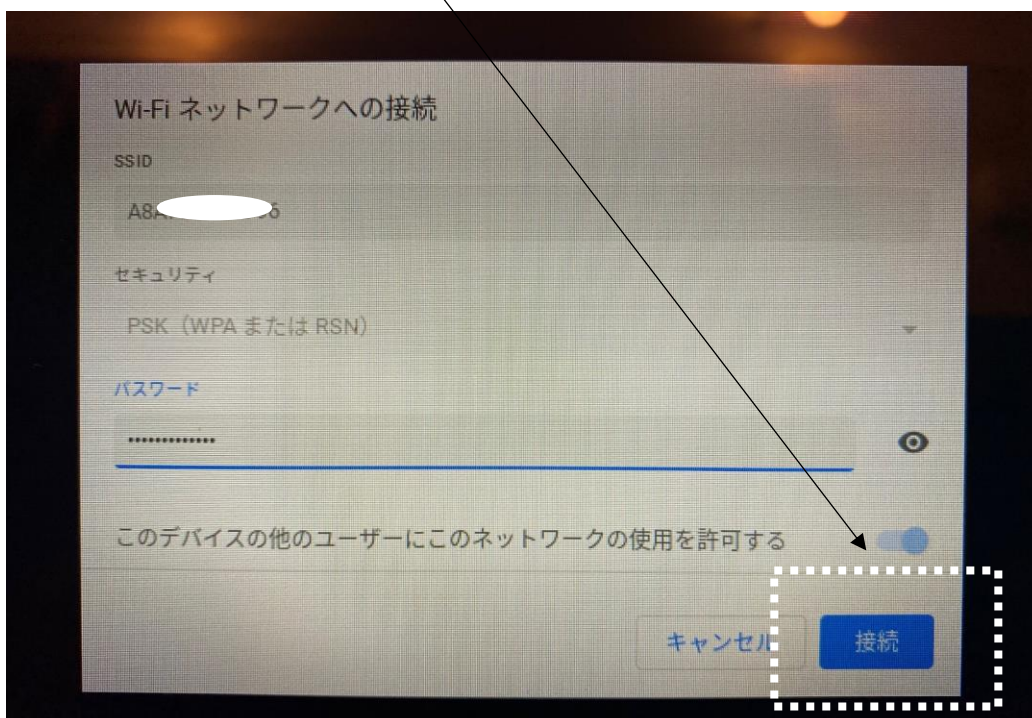 Wi-Fi ネットワークへの接続
SSID
セキュリティ
PSK（WPA または RSN）
パスワード
•••••••••••••
このデバイスの他のユーザーにこのネットワークの使用を許可する
キャンセル
接続